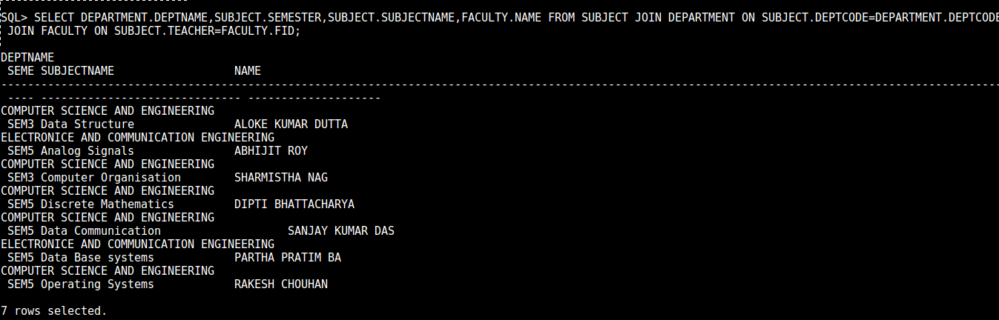 SQL> SELECT DEPARTMENT.DEPTNAME,SUBJECT.SEMESTER,SUBJECT.SUBJECTNAME,FACULTY.NAME FROM SUBJECT JOIN DEPARTMENT ON SUBJECT.DEPTCODE=DEPARTMENT.DEPTCODE
JOIN FACULTY ON SUBJECT.TEACHER=FACULTY.FID;
DEPTNAME
SEME SUBJECTNAME NAME
------------------------------------------------------------------------------------------------------------------------------------------------------
---- ------------------------------ --------------------
COMPUTER SCIENCE AND ENGINEERING
SEM3 Data Structure ALOKE KUMAR DUTTA
ELECTRONICE AND COMMUNICATION ENGINEERING
SEM5 Analog Signals ABHIJIT ROY
COMPUTER SCIENCE AND ENGINEERING
SEM3 Computer Organisation SHARMISTHA NAG
COMPUTER SCIENCE AND ENGINEERING
SEM5 Discrete Mathematics DIPTI BHATTACHARYA
COMPUTER SCIENCE AND ENGINEERING
SEM5 Data Communication SANJAY KUMAR DAS
ELECTRONICE AND COMMUNICATION ENGINEERING
SEM5 Data Base systems PARTHA PRATIM BA
COMPUTER SCIENCE AND ENGINEERING
SEM5 Operating Systems RAKESH CHOUHAN
7 rows selected.